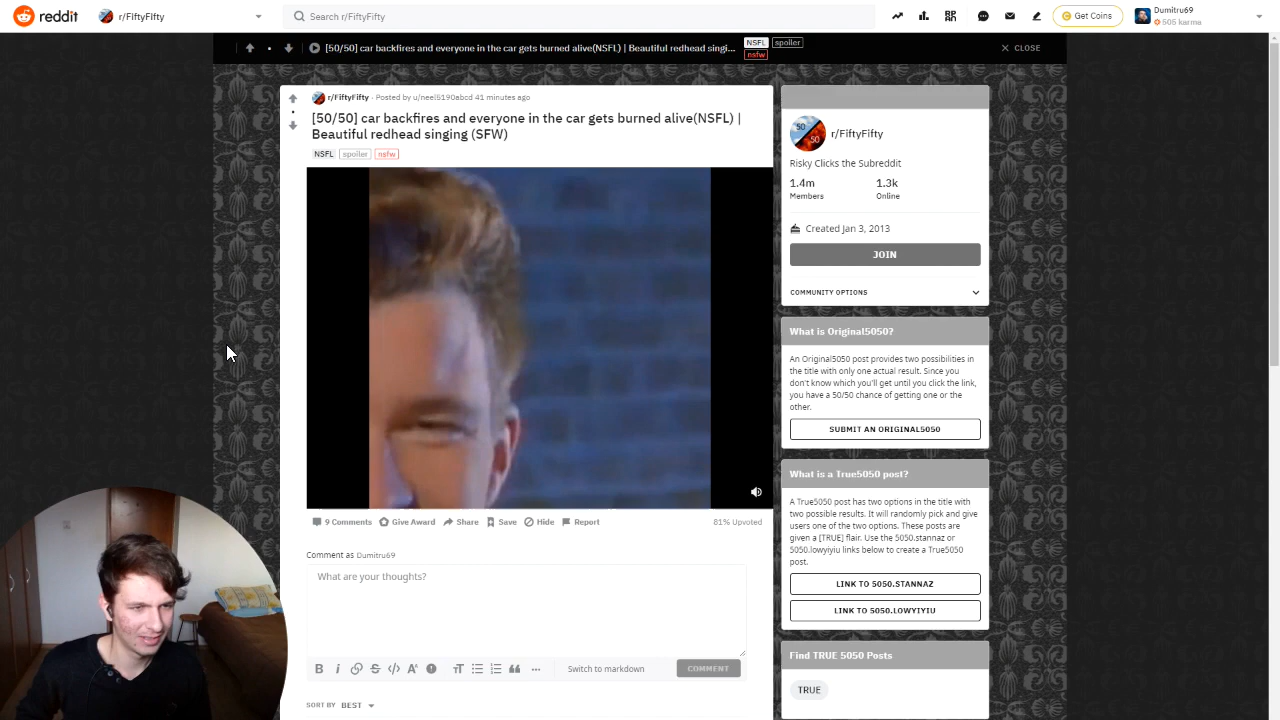 reddit
r/FiftyFifty
Search r/FiftyFifty
Get Coins
Dumitru69
505 karma
[50/50] car backfires and everyone in the car gets burned alive(NSFL) | Beautiful redhead singi...
NSFL
spoiler
nsfw
CLOSE
r/FiftyFifty · Posted by u/neel5190abcd 41 minutes ago
[50/50] car backfires and everyone in the car gets burned alive(NSFL) |
Beautiful redhead singing (SFW)
NSFL spoiler nsfw
9 Comments Give Award Share Save Hide Report 81% Upvoted
Comment as Dumitru69
What are your thoughts?
Switch to markdown
COMMENT
SORT BY BEST
50
50
r/FiftyFifty
Risky Clicks the Subreddit
1.4m 1.3k
Members Online
Created Jan 3, 2013
JOIN
COMMUNITY OPTIONS
What is Original5050?
An Original5050 post provides two possibilities in
the title with only one actual result. Since you
don't know which you'll get until you click the link,
you have a 50/50 chance of getting one or the
other.
SUBMIT AN ORIGINAL5050
What is a True5050 post?
A True5050 post has two options in the title with
two possible results. It will randomly pick and give
users one of the two options. These posts are
given a [TRUE] flair. Use the 5050.stannaz or
5050.lowyiyiu links below to create a True5050
post.
LINK TO 5050.STANNAZ
LINK TO 5050.LOWYIYIU
Find TRUE 5050 Posts
TRUE